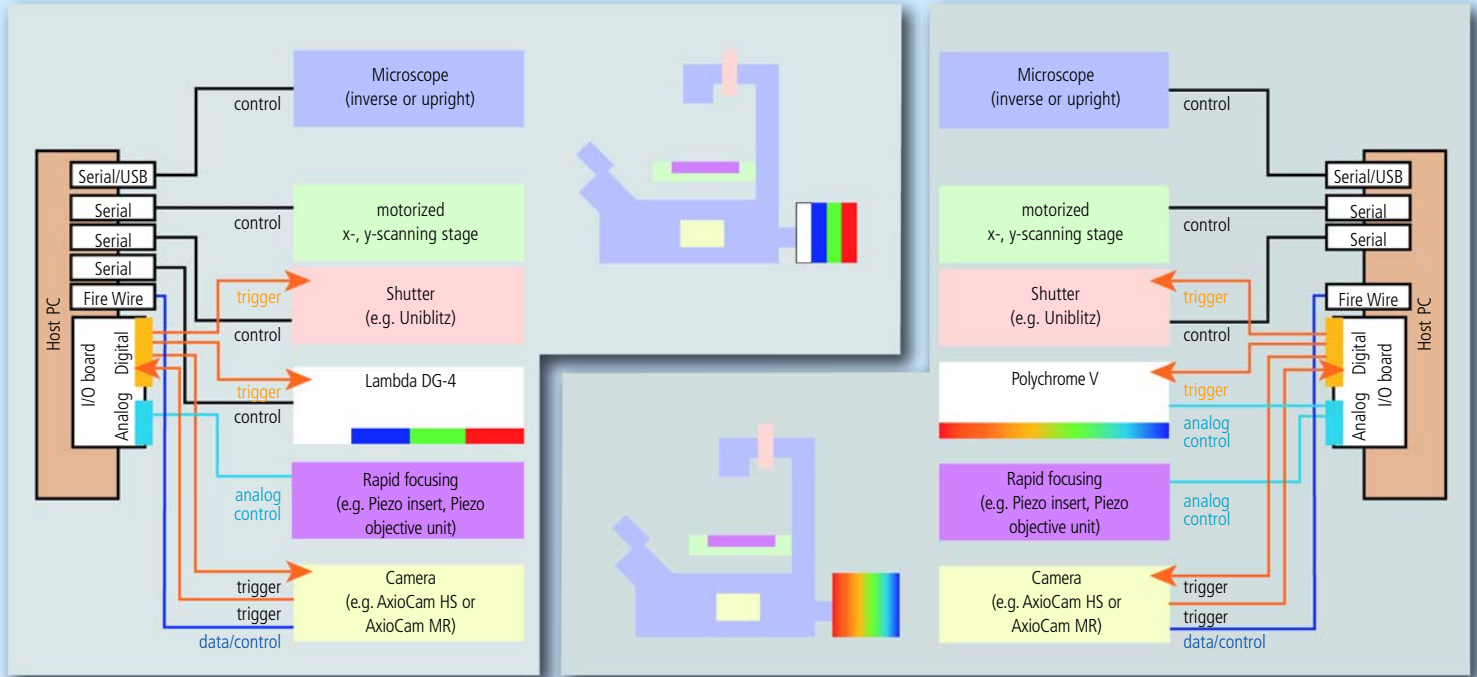 Microscope
(inverse or upright)
control
Serial/USB
Serial
Serial
Serial
Fire Wire
Host PC
I/O board
Digital
Analog
motorized
x-, y-scanning stage
control
Shutter
(e.g. Uniblitz)
trigger
control
Lambda DG-4
trigger
control
Rapid focusing
(e.g. Piezo insert, Piezo
objective unit)
analog
control
Camera
(e.g. AxioCam HS or
AxioCam MR)
trigger
trigger
data/control
Microscope
(inverse or upright)
control
Serial/USB
Serial
Serial
Fire Wire
Host PC
I/O board
Digital
Analog
motorized
x-, y-scanning stage
control
Shutter
(e.g. Uniblitz)
trigger
control
Polychrome V
trigger
analog
control
Rapid focusing
(e.g. Piezo insert, Piezo
objective unit)
analog
control
Camera
(e.g. AxioCam HS or
AxioCam MR)
trigger
trigger
data/control